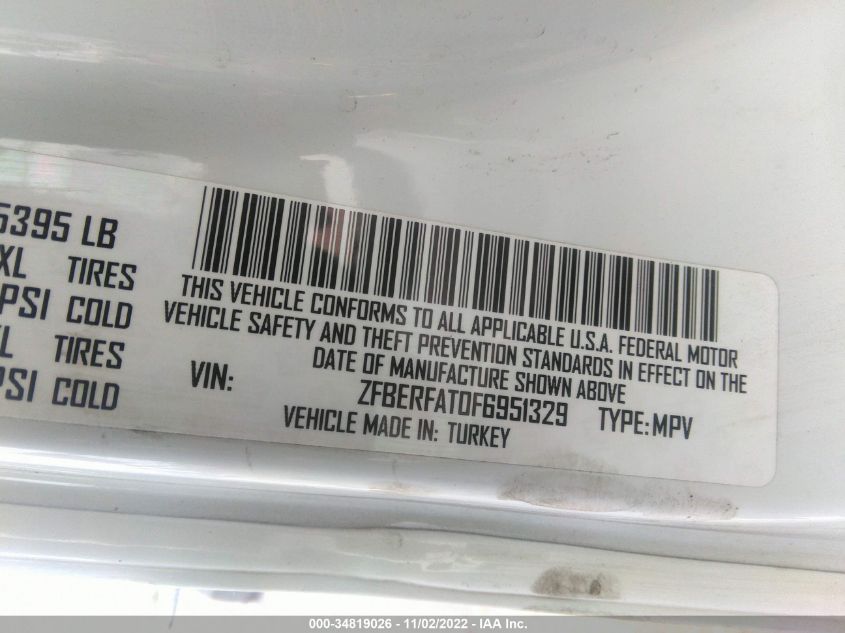 5395 LB
XL TIRES
PSI COLD
L TIRES
PSI COLD
THIS VEHICLE CONFORMS TO ALL APPLICABLE U.S.A. FEDERAL MOTOR
VEHICLE SAFETY AND THEFT PREVENTION STANDARDS IN EFFECT ON THE
DATE OF MANUFACTURE SHOWN ABOVE
VIN: ZFBERFAT0F6951329 TYPE:MPV
VEHICLE MADE IN: TURKEY
000-34819026 - 11/02/2022 - IAA Inc.